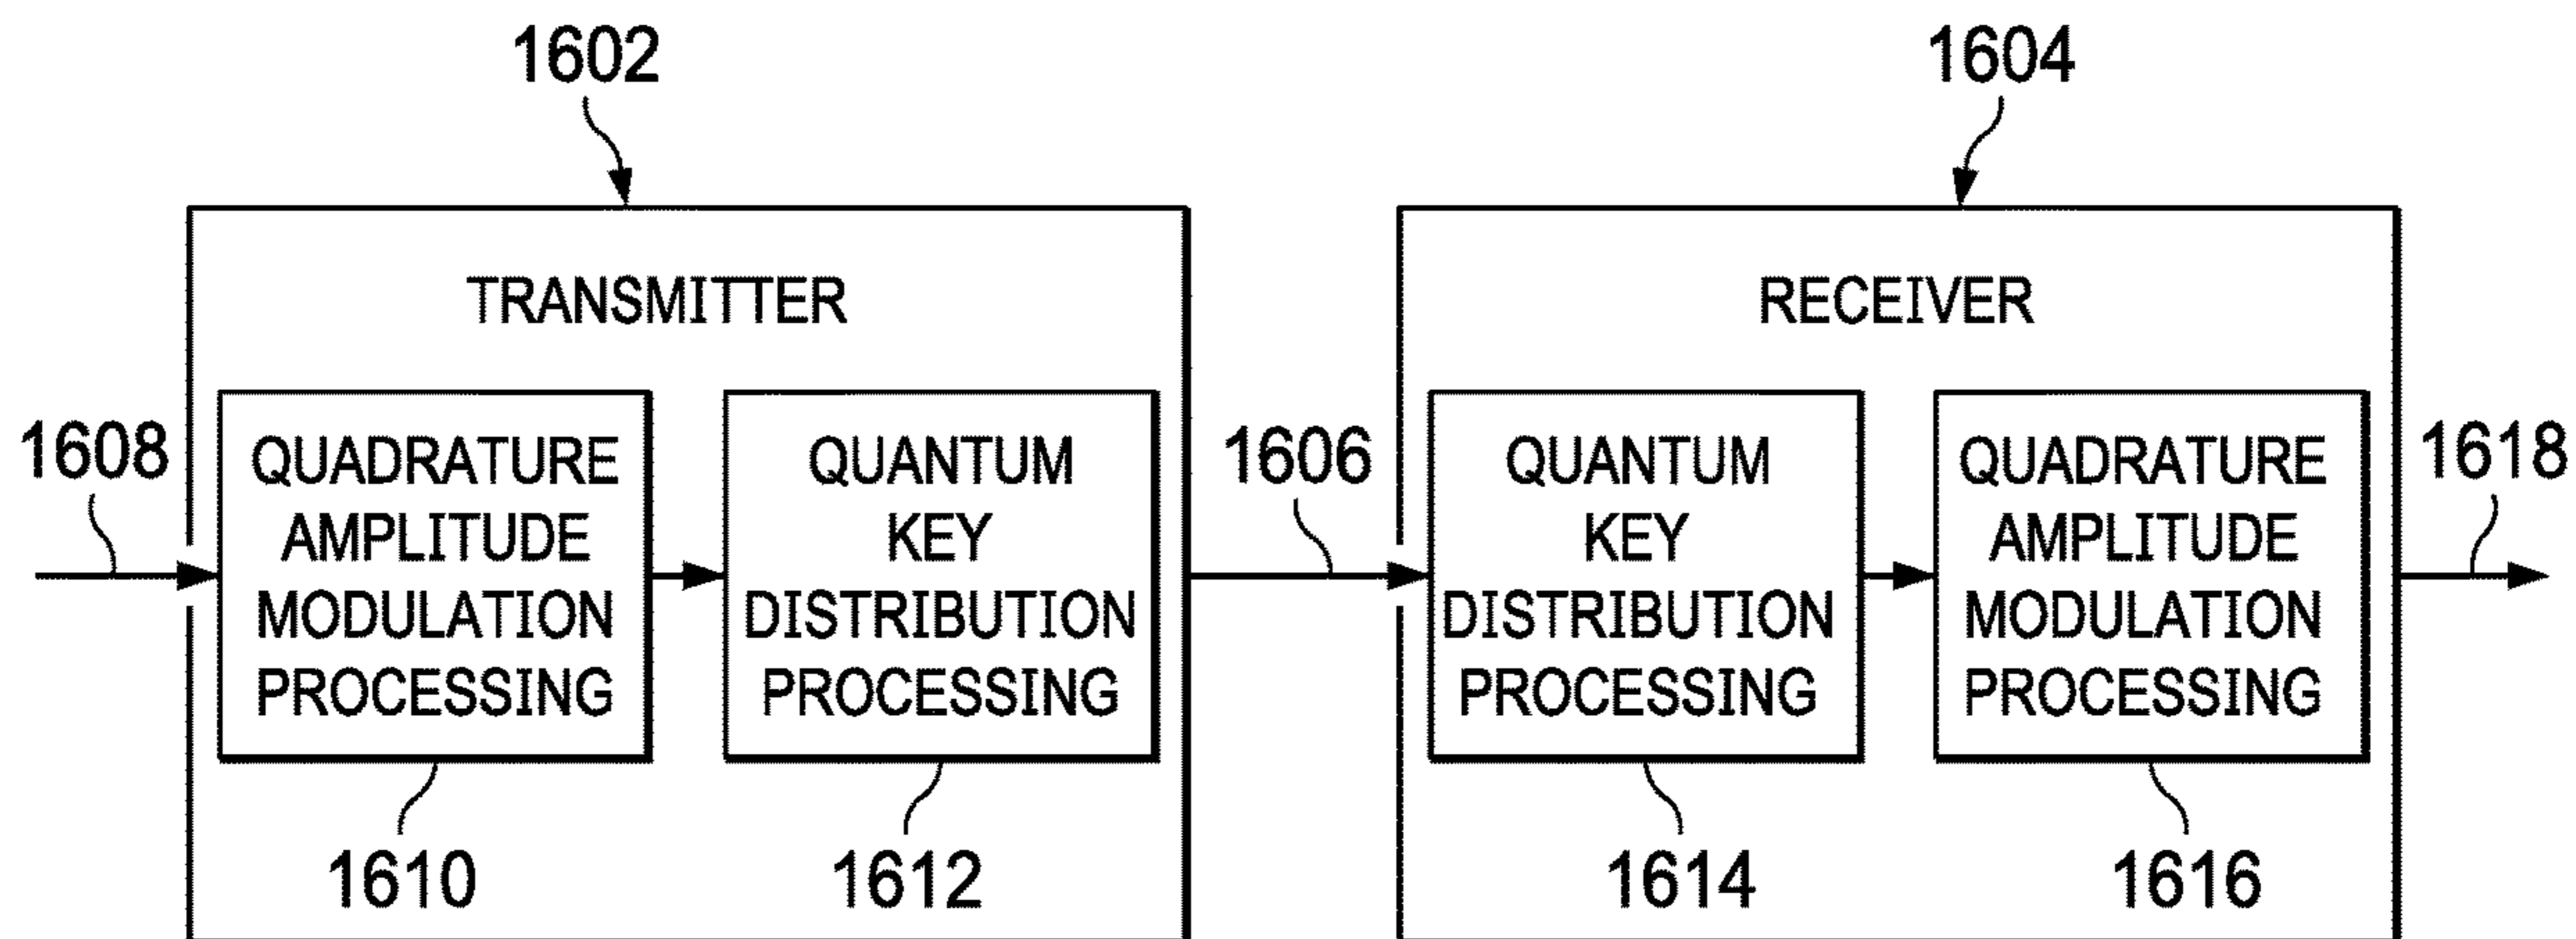 1602
1604
TRANSMITTER
RECEIVER
1608
QUADRATURE
AMPLITUDE
MODULATION
PROCESSING
QUANTUM
KEY
DISTRIBUTION
PROCESSING
1606
QUANTUM
KEY
DISTRIBUTION
PROCESSING
QUADRATURE
AMPLITUDE
MODULATION
PROCESSING
1618
1610
1612
1614
1616